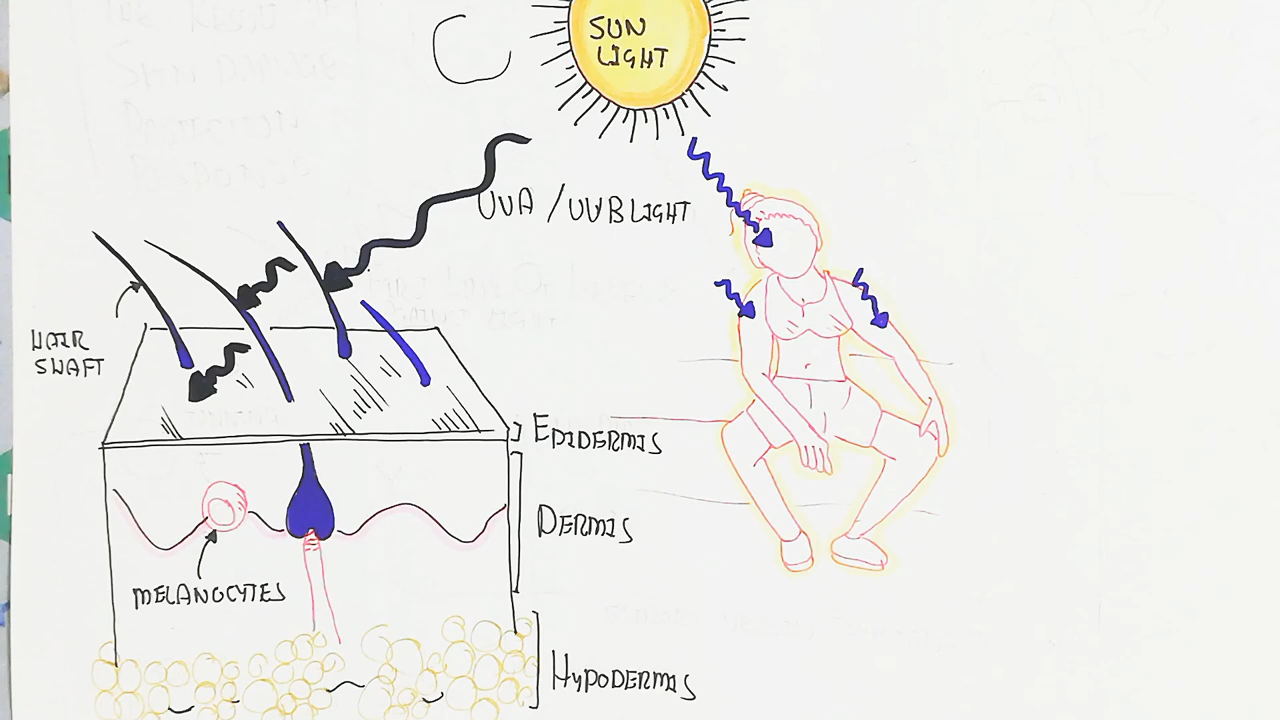 SUN
LIGHT
UVA / UVB LIGHT
HAIR
SHAFT
EPIDERMIS
DERMIS
MELANOCYTES
HYPODERMIS